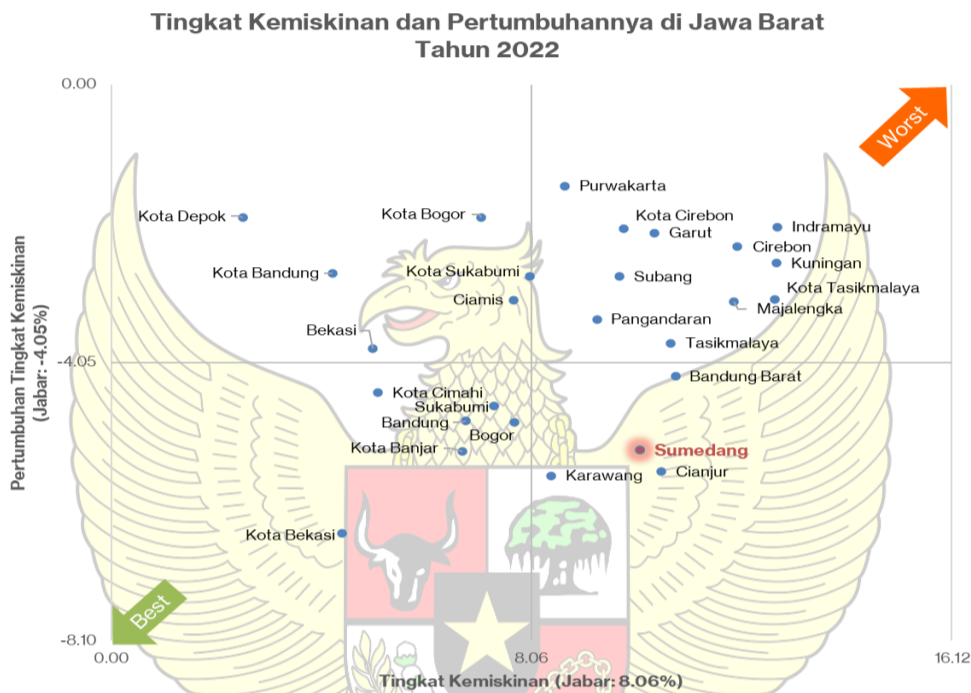 Tingkat Kemiskinan dan Pertumbuhannya di Jawa Barat
Tahun 2022
0.00
Worst
Purwakarta
Kota Depok
Kota Bogor
Kota Cirebon
Garut
Indramayu
Cirebon
Kuningan
Kota Bandung
Kota Sukabumi
Subang
Kota Tasikmalaya
Ciamis
Majalengka
Pangandaran
Bekasi
Tasikmalaya
Pertumbuhan Tingkat Kemiskinan
(Jabar: -4.05%)
-4.05
Bandung Barat
Kota Cimahi
Sukabumi
Bandung
Bogor
Kota Banjar
Sumedang
Karawang
Cianjur
Kota Bekasi
Best
-8.10
0.00
8.06
16.12
Tingkat Kemiskinan (Jabar: 8.06%)